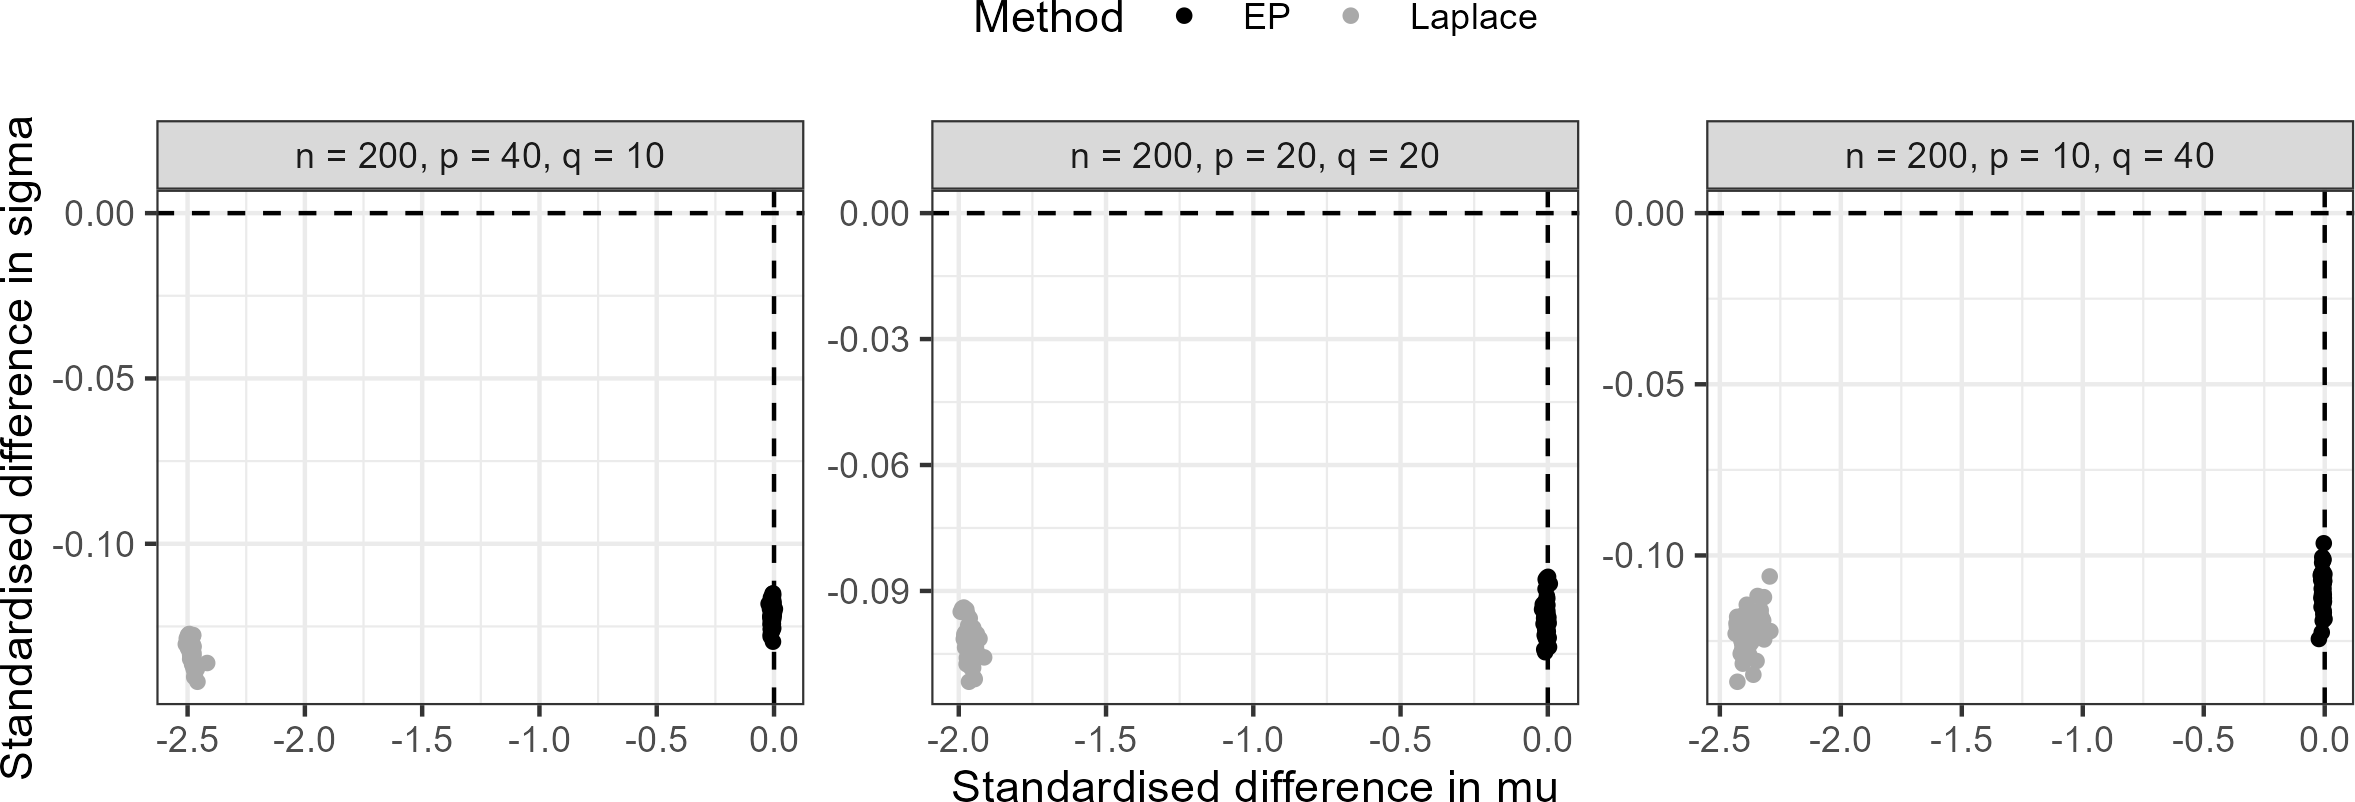 Method EP Laplace
n = 200, p = 40, q = 10
n = 200, p = 20, q = 20
n = 200, p = 10, q = 40
Standardised difference in sigma
0.00
-0.05
-0.10
0.00
-0.03
-0.06
-0.09
0.00
-0.05
-0.10
-2.5 -2.0 -1.5 -1.0 -0.5 0.0
-2.0 -1.5 -1.0 -0.5 0.0
-2.5 -2.0 -1.5 -1.0 -0.5 0.0
Standardised difference in mu